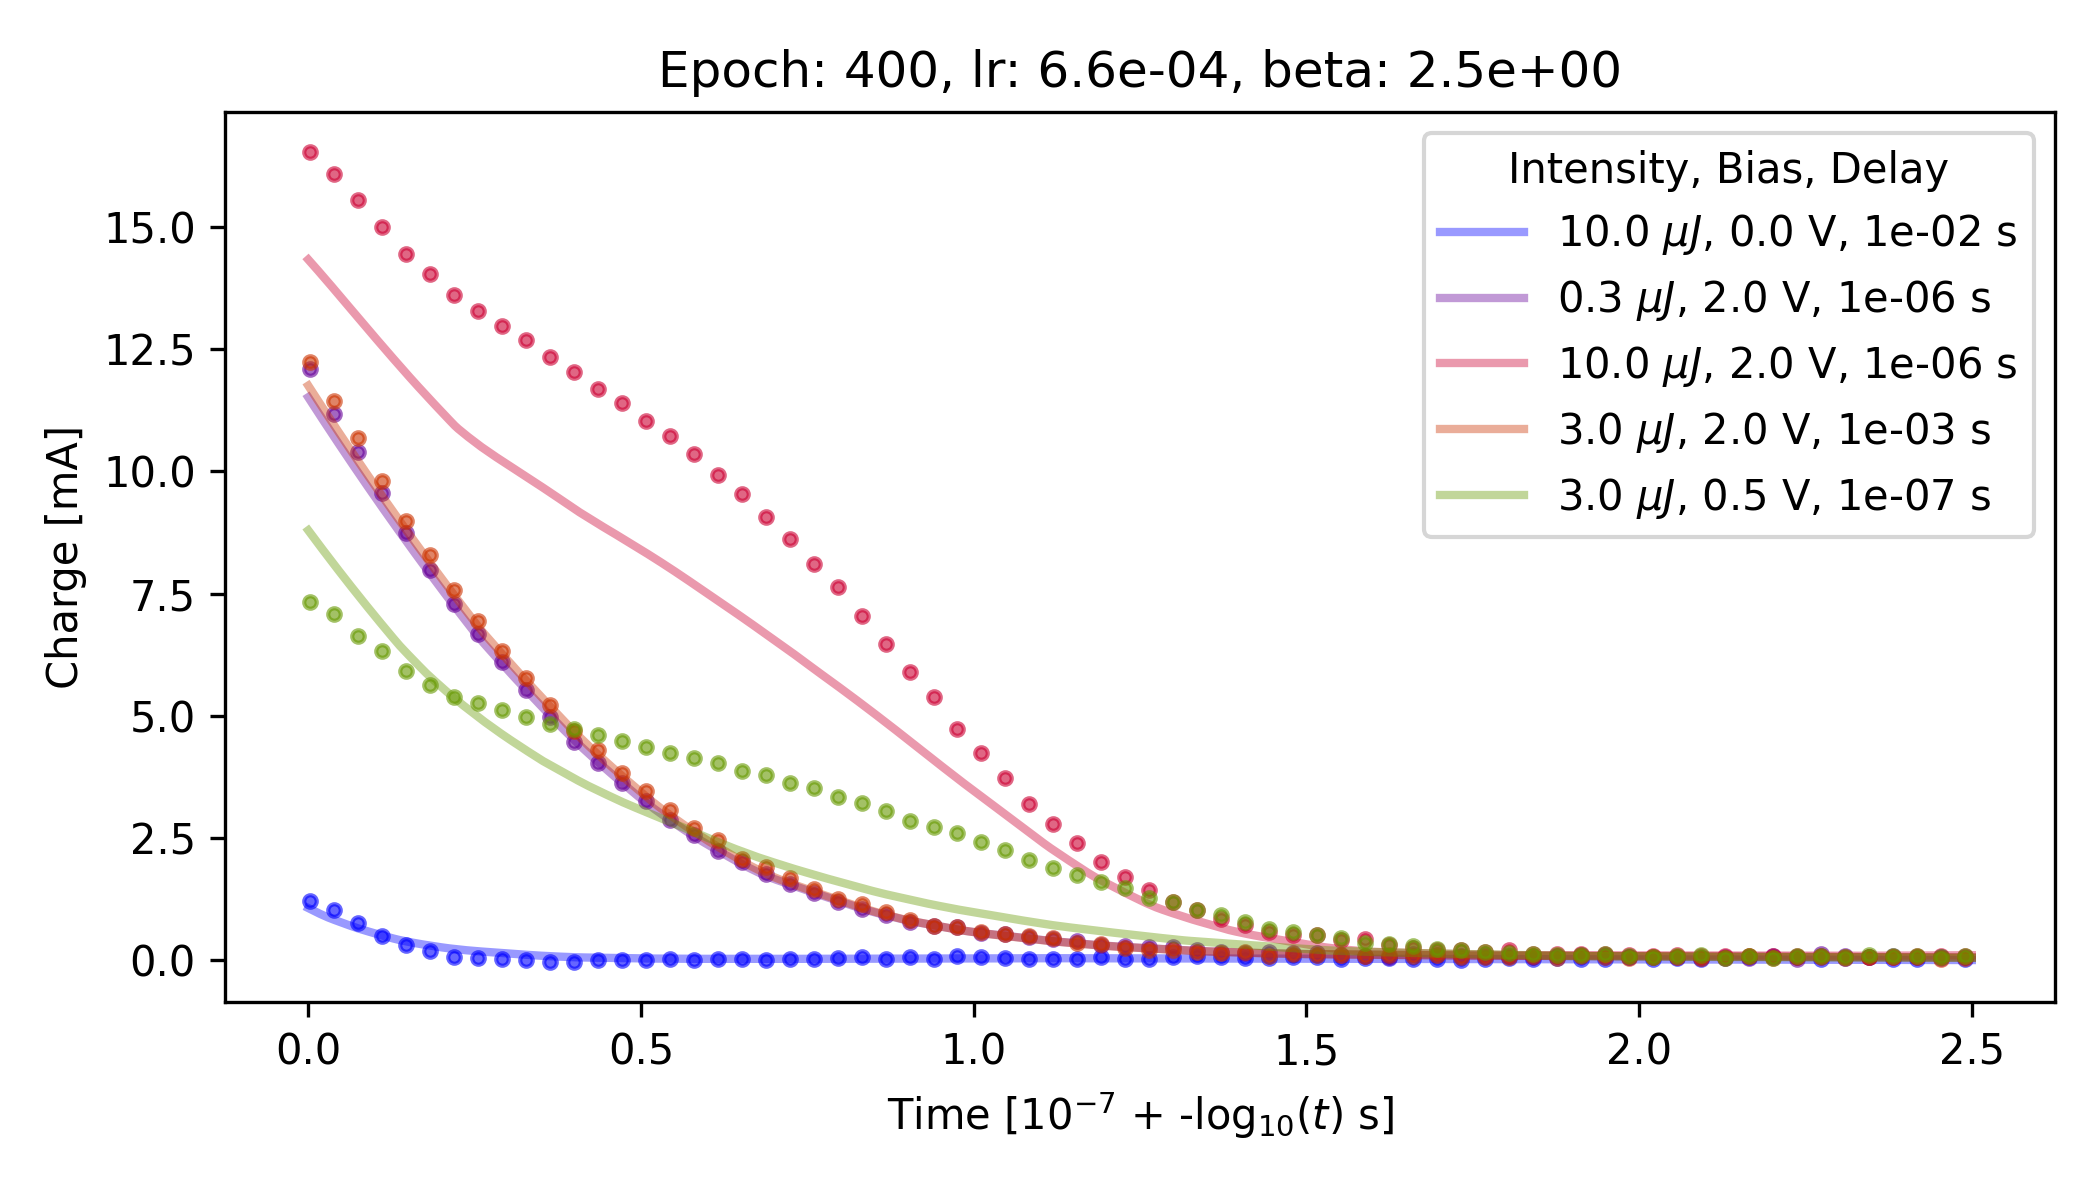 Epoch: 400, lr: 6.6e-04, beta: 2.5e+00
Charge [mA]
15.0
12.5
10.0
7.5
5.0
2.5
0.0
Intensity, Bias, Delay
10.0 μJ, 0.0 V, 1e-02 s
0.3 μJ, 2.0 V, 1e-06 s
10.0 μJ, 2.0 V, 1e-06 s
3.0 μJ, 2.0 V, 1e-03 s
3.0 μJ, 0.5 V, 1e-07 s
0.0 0.5 1.0 1.5 2.0 2.5
Time [10⁻⁷ + -log₁₀(t) s]